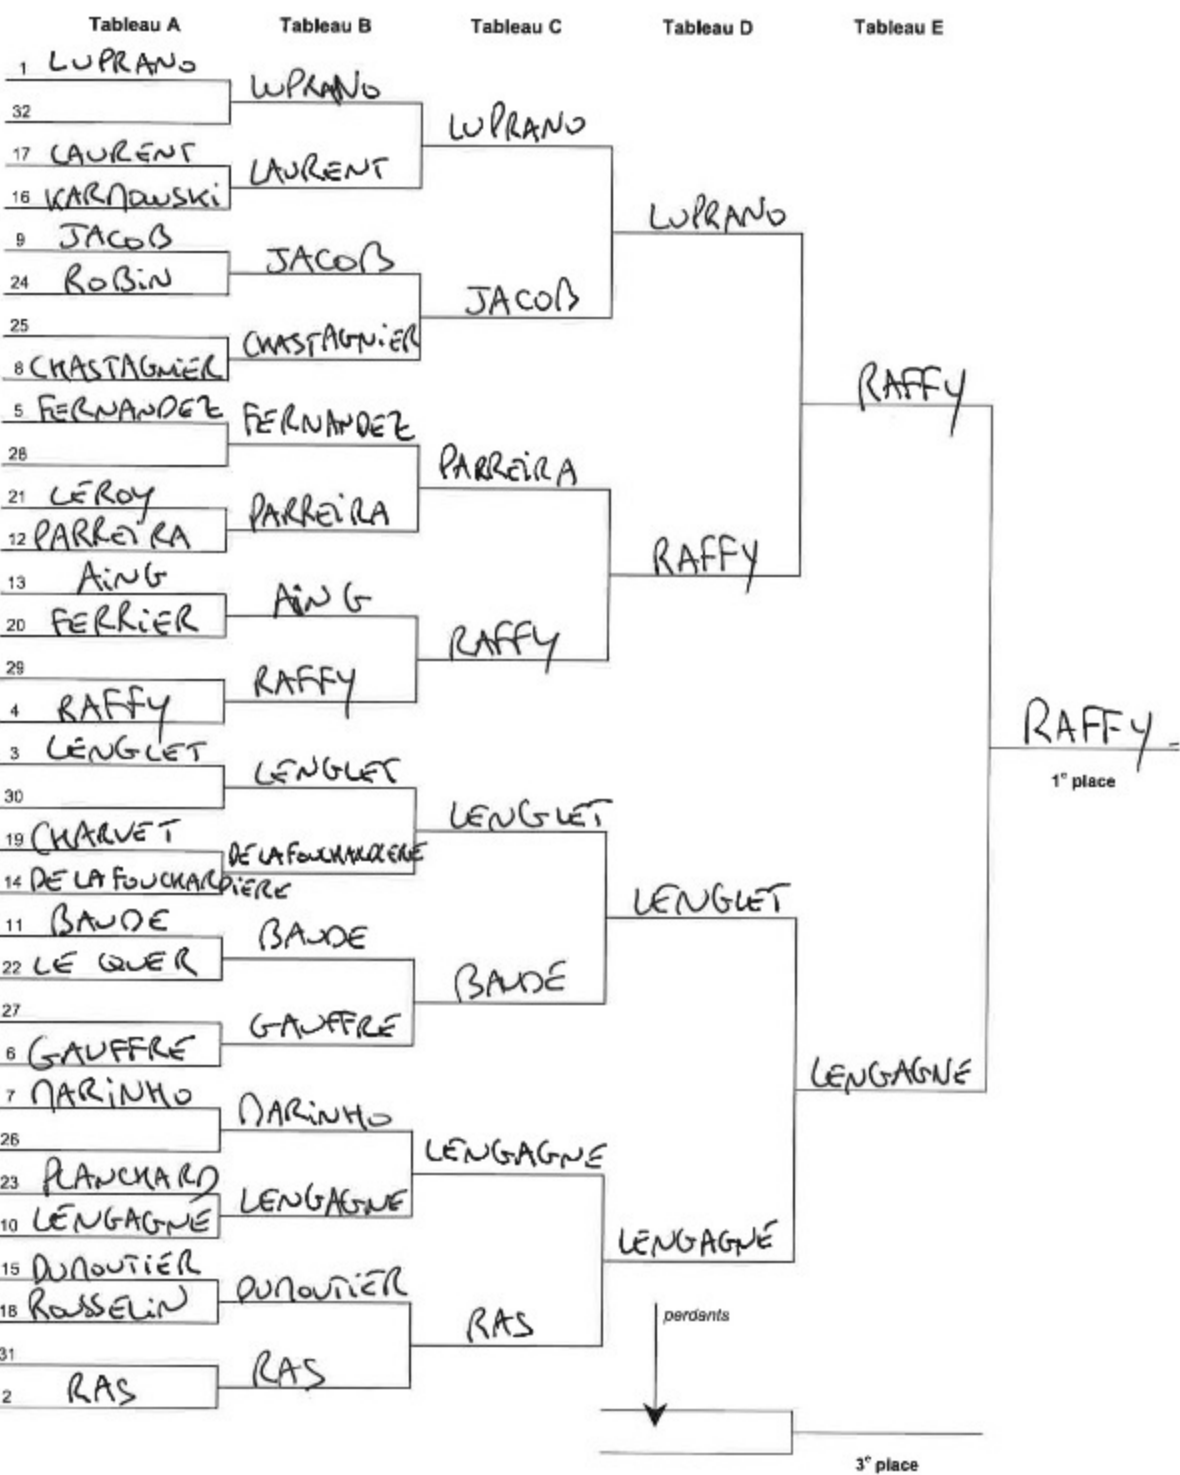 Tableau A Tableau B Tableau C Tableau D Tableau E
1 LUPRANO
LUPRANO
32
LUPRANO
17 LAURENT
LAURENT
16 KARMOWSKI
LUPRANO
9 JACOB
JACOB
24 ROBIN
JACOB
25
CHASTAGNIER
8 CHASTAGNIER
RAFFY
5 FERNANDEZ
FERNANDEZ
28
PARREIRA
21 LEROY
PARREIRA
12 PARREIRA
RAFFY
13 AING
AING
20 FERRIER
RAFFY
29
RAFFY
4 RAFFY
RAFFY
1e place
3 LENGLET
LENGLET
30
LENGLET
19 CHARVET
DE LA FOUCHARDIERE
14 DE LA FOUCHARDIERE
LENGLET
11 BAUDE
BAUDE
22 LE QUER
BAUDE
27
GAUFFRE
6 GAUFFRE
LENGAGNE
7 MARINHO
MARINHO
26
LENGAGNE
23 PLANCHARD
LENGAGNE
10 LENGAGNE
LENGAGNE
15 DUMOUTIER
DUMOUTIER
18 ROUSSELIN
RAS
31
RAS
2 RAS
perdants
3e place